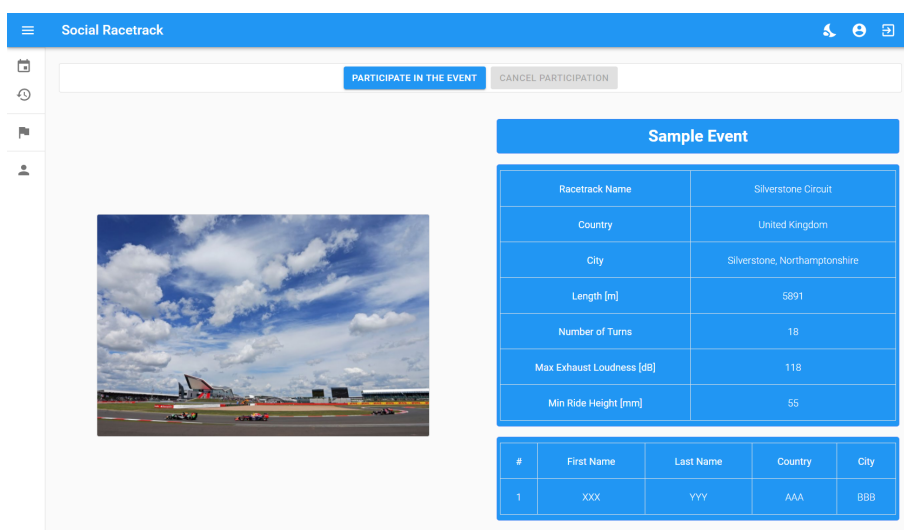 Social Racetrack
PARTICIPATE IN THE EVENT CANCEL PARTICIPATION
Sample Event
Racetrack Name Silverstone Circuit
Country United Kingdom
City Silverstone, Northamptonshire
Length [m] 5891
Number of Turns 18
Max Exhaust Loudness [dB] 118
Min Ride Height [mm] 55
# First Name Last Name Country City
1 XXX YYY AAA BBB